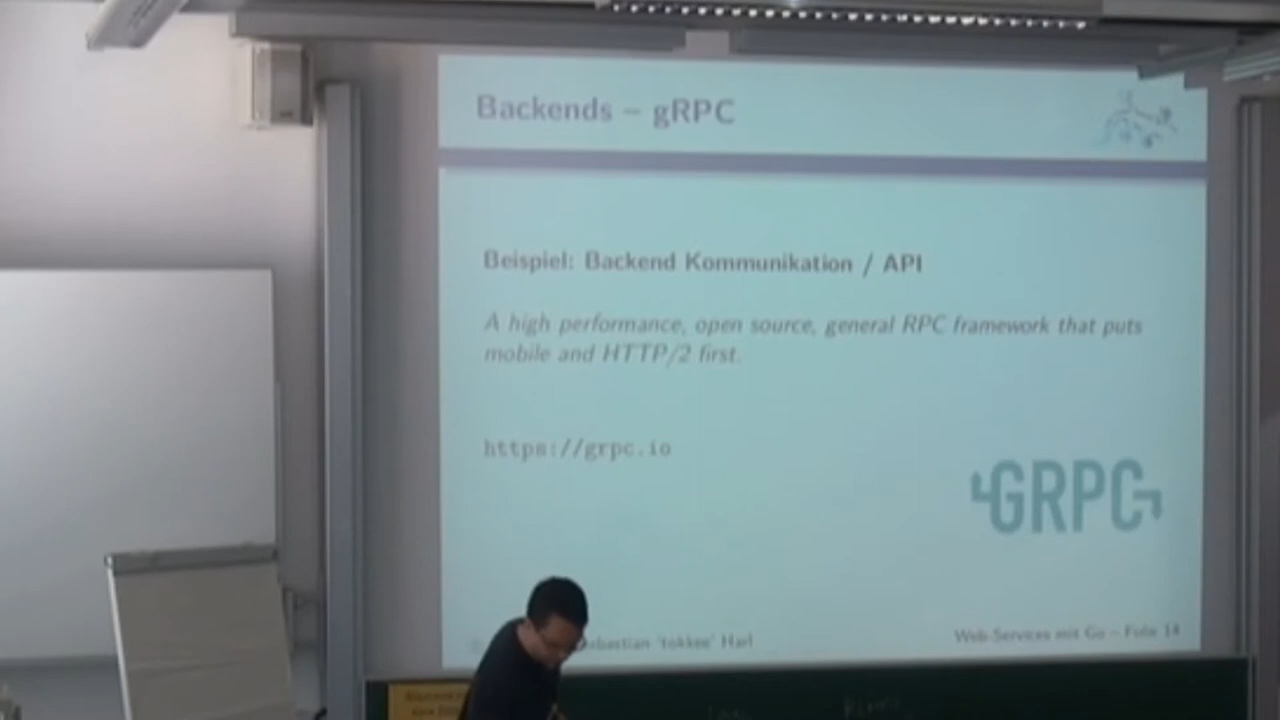 Backends – gRPC
Beispiel: Backend Kommunikation / API
A high performance, open source, general RPC framework that puts
mobile and HTTP/2 first.
https://grpc.io
GRPC
Sebastian 'tokkee' Harl
Web-Services mit Go – Folie 14